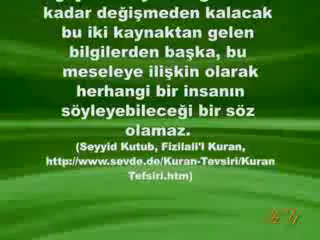 kadar değişmeden kalacak
bu iki kaynaktan gelen
bilgilerden başka, bu
meseleye ilişkin olarak
herhangi bir insanın
söyleyebileceği bir söz
olamaz.
(Seyyid Kutub, Fizilali'l Kuran,
http://www.sevde.de/Kuran-Tevsiri/Kuran
Tefsiri.htm)